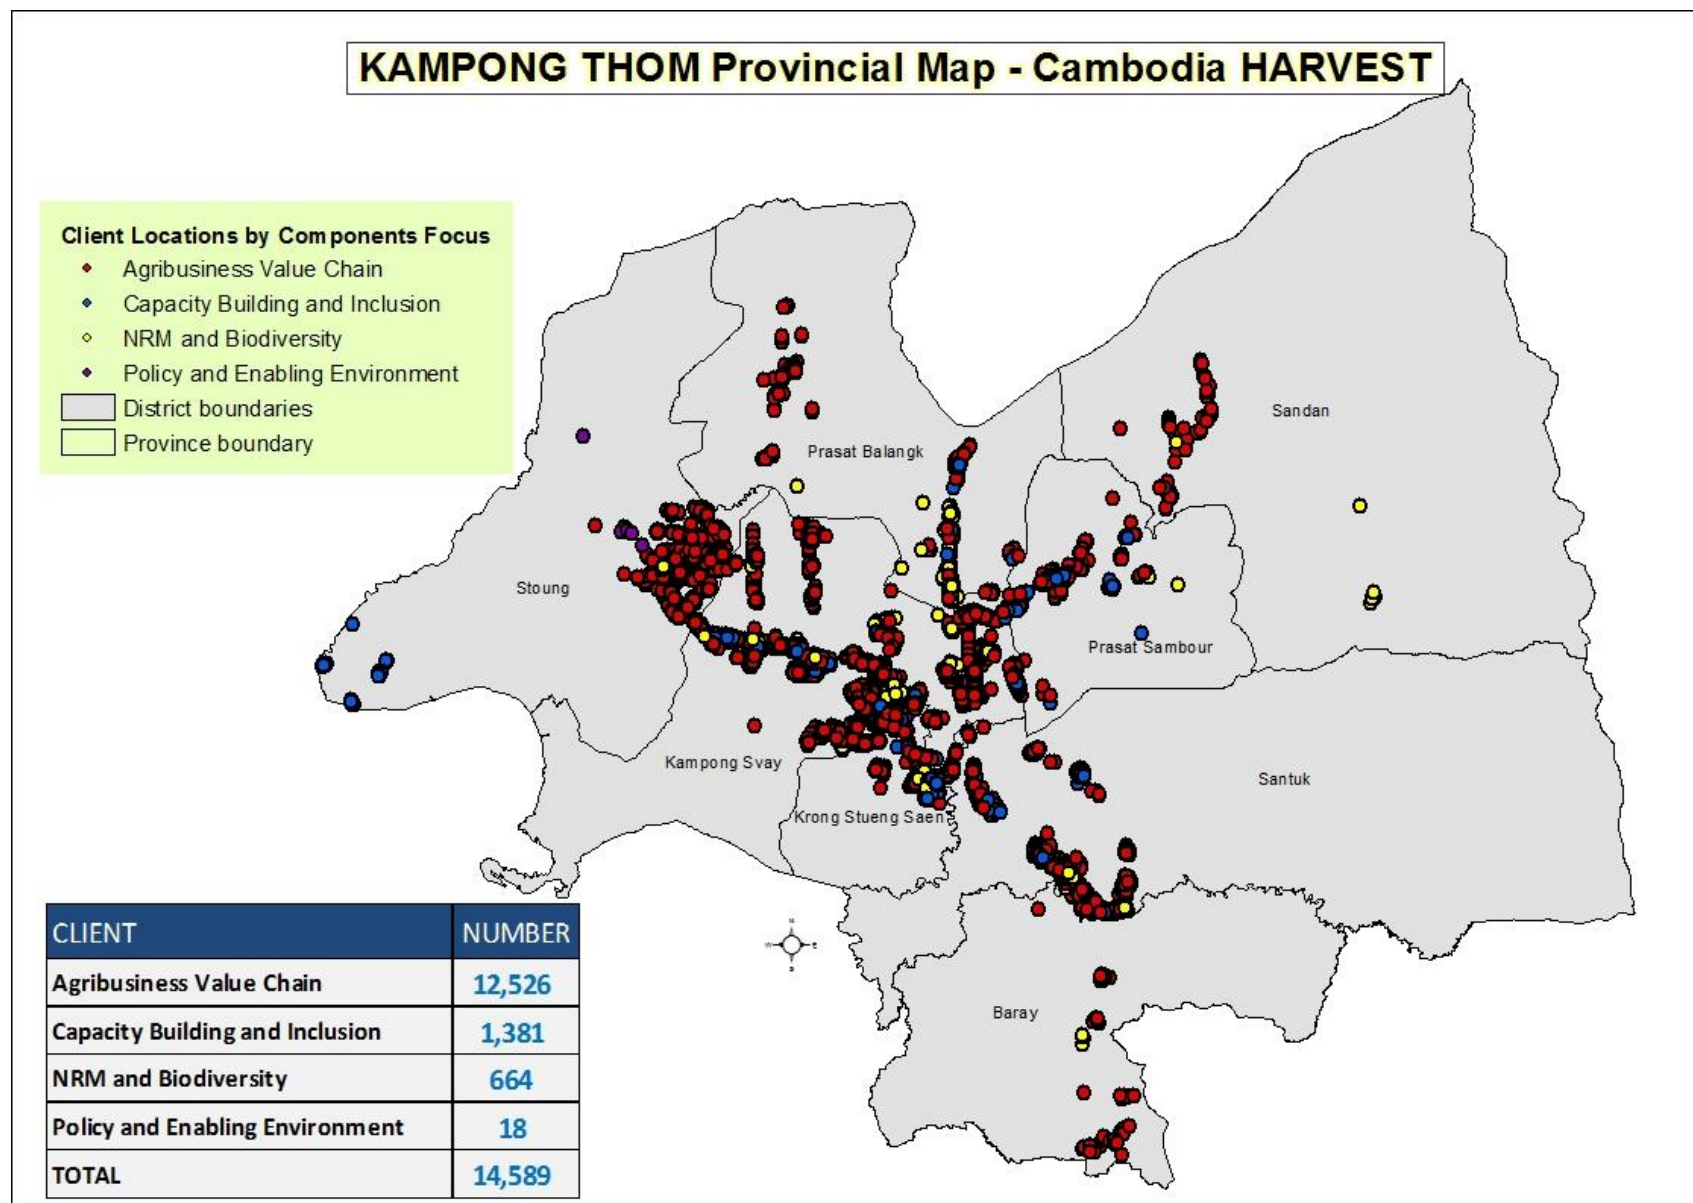 KAMPONG THOM Provincial Map - Cambodia HARVEST
Client Locations by Components Focus
Agribusiness Value Chain
Capacity Building and Inclusion
NRM and Biodiversity
Policy and Enabling Environment
District boundaries
Province boundary
Sandan
Prasat Balangk
Stoung
Prasat Sambour
Kampong Svay
Santuk
Krong Stueng Saen
Baray
N
W E
S
CLIENT NUMBER
Agribusiness Value Chain 12,526
Capacity Building and Inclusion 1,381
NRM and Biodiversity 664
Policy and Enabling Environment 18
TOTAL 14,589